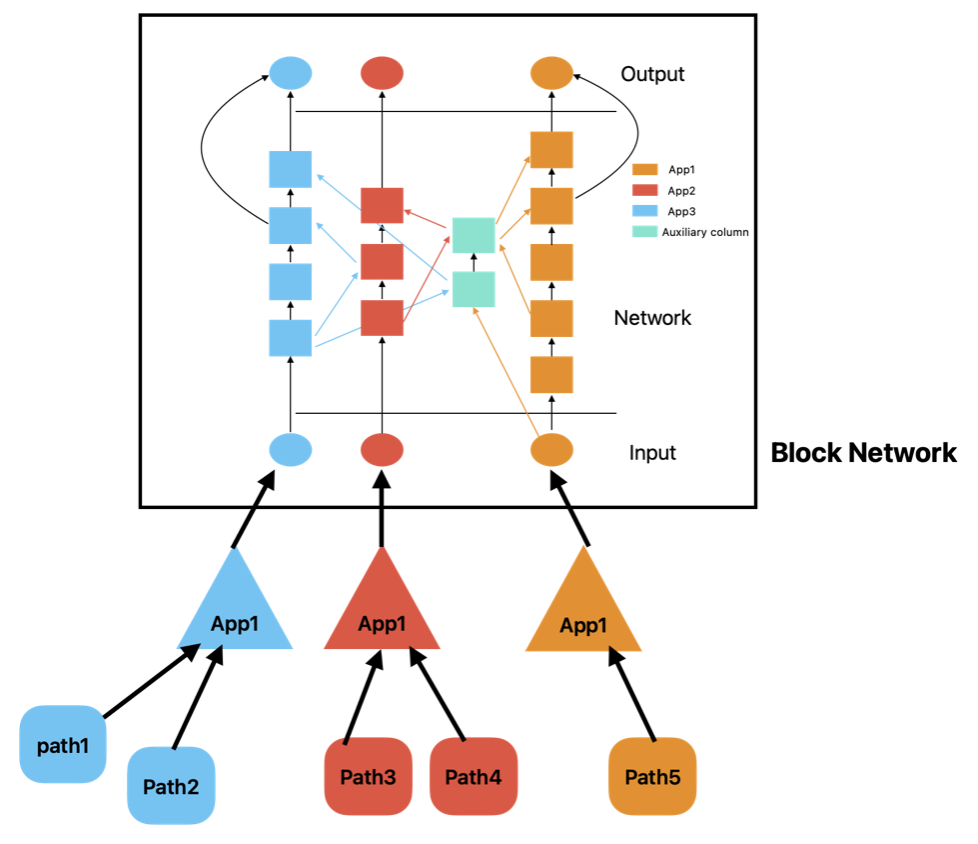 Output
App1
App2
App3
Auxiliary column
Network
Input
Block Network
App1
App1
App1
path1
Path2
Path3
Path4
Path5